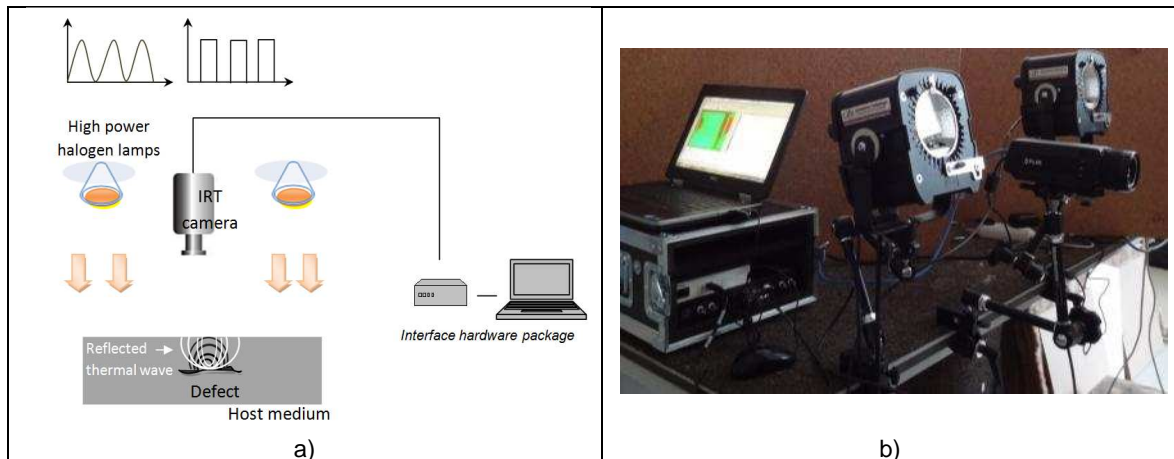 High power
halogen lamps
IRT
camera
Interface hardware package
Reflected
thermal wave
Defect
Host medium
a)
b)